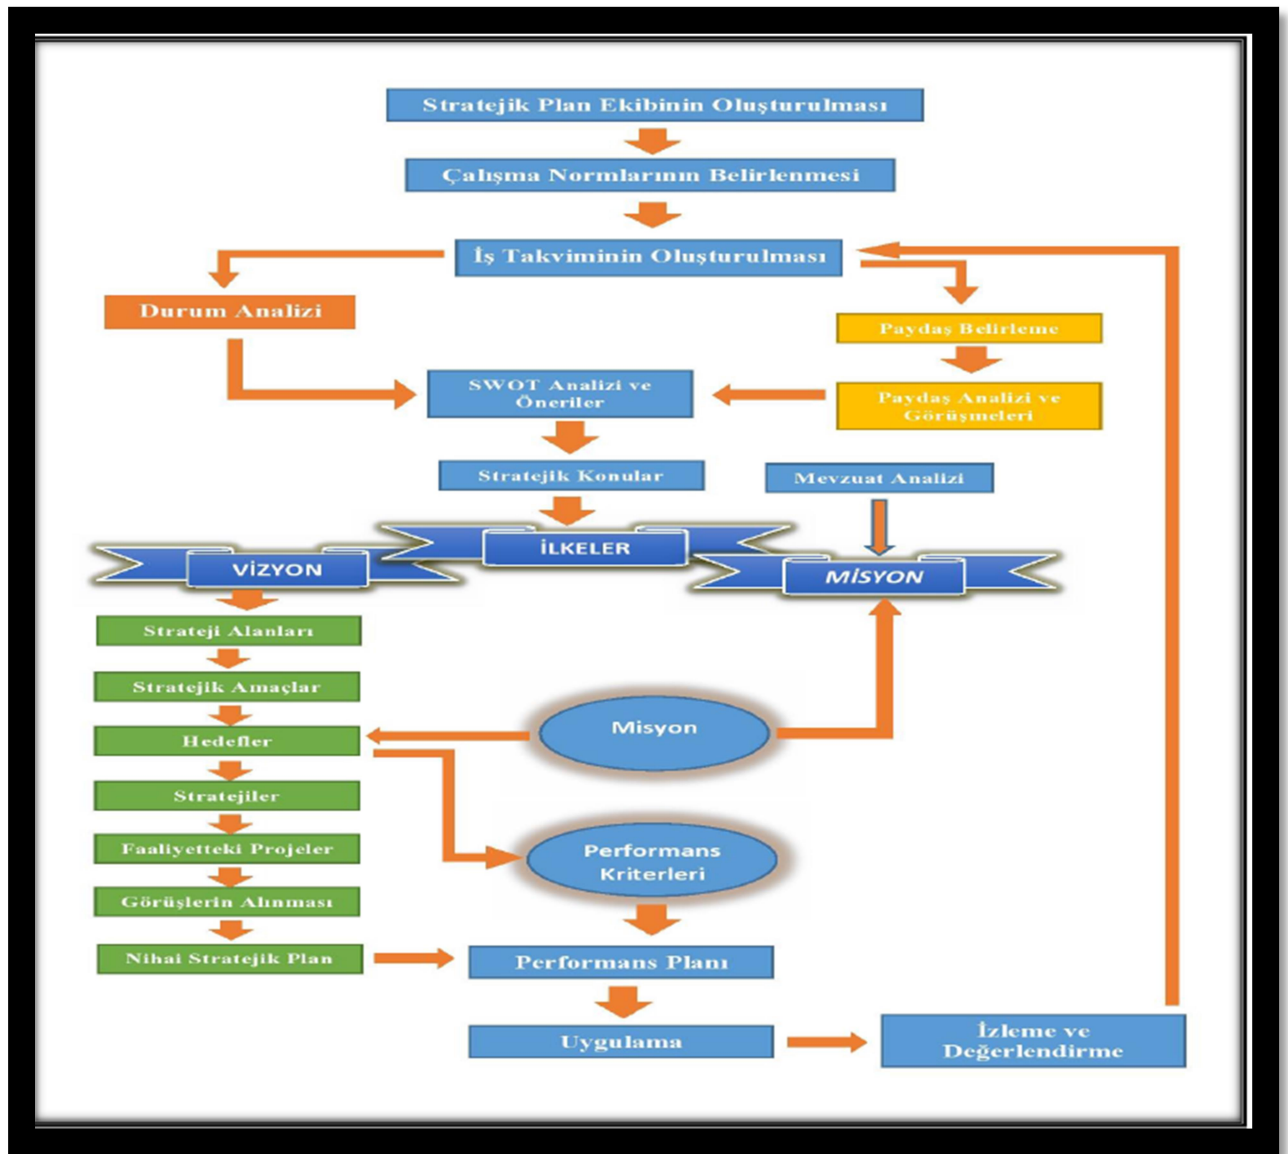 Stratejik Plan Ekibinin Oluşturulması
Çalışma Normlarının Belirlenmesi
İş Takviminin Oluşturulması
Durum Analizi
Paydaş Belirleme
SWOT Analizi ve
Öneriler
Paydaş Analizi ve
Görüşmeleri
Stratejik Konular
Mevzuat Analizi
İLKELER
VİZYON
MİSYON
Strateji Alanları
Stratejik Amaçlar
Misyon
Hedefler
Stratejiler
Faaliyetteki Projeler
Performans
Kriterleri
Görüşlerin Alınması
Nihai Stratejik Plan
Performans Planı
Uygulama
İzleme ve
Değerlendirme